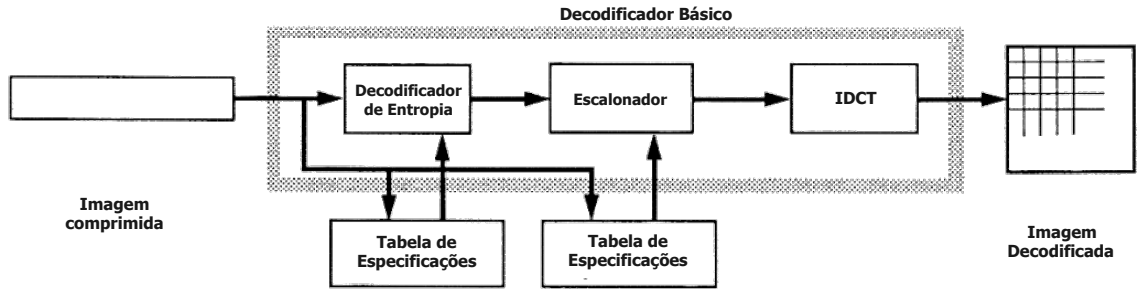 Decodificador Básico
Decodificador
de Entropia
Escalonador
IDCT
Imagem
comprimida
Tabela de
Especificações
Tabela de
Especificações
Imagem
Decodificada